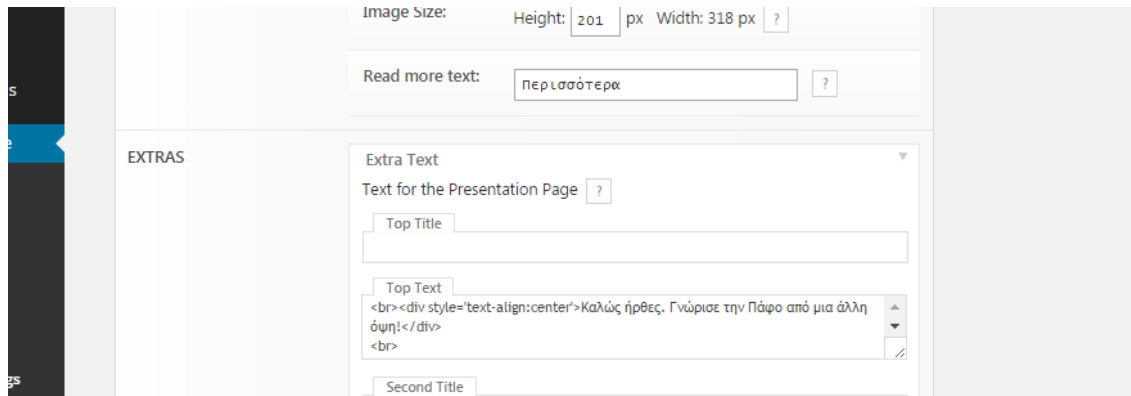 Image Size:
Height: 201 px Width: 318 px ?
Read more text:
Περισσότερα
?
s
e
EXTRAS
Extra Text
Text for the Presentation Page ?
Top Title
Top Text
<br><div style='text-align:center'>Καλώς ήρθες. Γνώρισε την Πάφο από μια άλλη
όψη!</div>
<br>
gs
Second Title